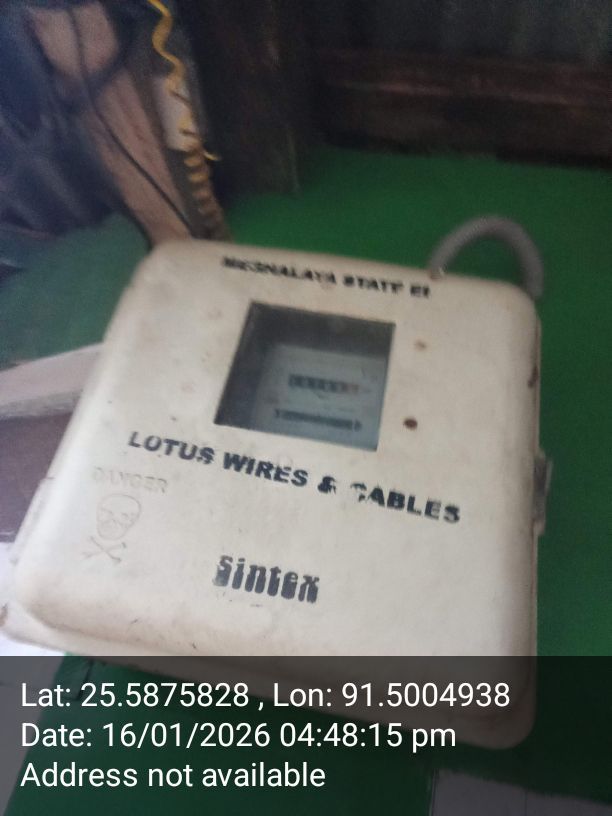 MEGHALAYA STATE EI
LOTUS WIRES & CABLES
DANGER
Sintex
Lat: 25.5875828 , Lon: 91.5004938
Date: 16/01/2026 04:48:15 pm
Address not available